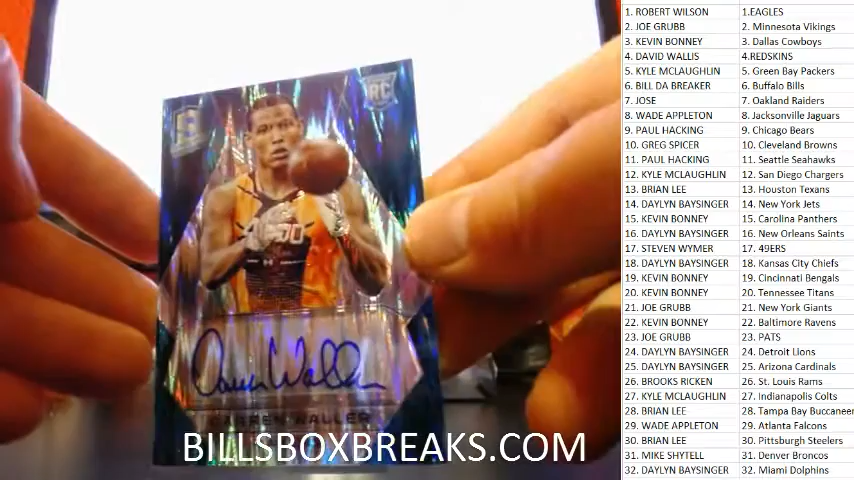 RC
S
Darren Waller
DARREN WALLER
BILLSBOXBREAKS.COM
1. ROBERT WILSON 1.EAGLES
2. JOE GRUBB 2. Minnesota Vikings
3. KEVIN BONNEY 3. Dallas Cowboys
4. DAVID WALLIS 4.REDSKINS
5. KYLE MCLAUGHLIN 5. Green Bay Packers
6. BILL DA BREAKER 6. Buffalo Bills
7. JOSE 7. Oakland Raiders
8. WADE APPLETON 8. Jacksonville Jaguars
9. PAUL HACKING 9. Chicago Bears
10. GREG SPICER 10. Cleveland Browns
11. PAUL HACKING 11. Seattle Seahawks
12. KYLE MCLAUGHLIN 12. San Diego Chargers
13. BRIAN LEE 13. Houston Texans
14. DAYLYN BAYSINGER 14. New York Jets
15. KEVIN BONNEY 15. Carolina Panthers
16. DAYLYN BAYSINGER 16. New Orleans Saints
17. STEVEN WYMER 17. 49ERS
18. DAYLYN BAYSINGER 18. Kansas City Chiefs
19. KEVIN BONNEY 19. Cincinnati Bengals
20. KEVIN BONNEY 20. Tennessee Titans
21. JOE GRUBB 21. New York Giants
22. KEVIN BONNEY 22. Baltimore Ravens
23. JOE GRUBB 23. PATS
24. DAYLYN BAYSINGER 24. Detroit Lions
25. DAYLYN BAYSINGER 25. Arizona Cardinals
26. BROOKS RICKEN 26. St. Louis Rams
27. KYLE MCLAUGHLIN 27. Indianapolis Colts
28. BRIAN LEE 28. Tampa Bay Buccaneer
29. WADE APPLETON 29. Atlanta Falcons
30. BRIAN LEE 30. Pittsburgh Steelers
31. MIKE SHYTELL 31. Denver Broncos
32. DAYLYN BAYSINGER 32. Miami Dolphins